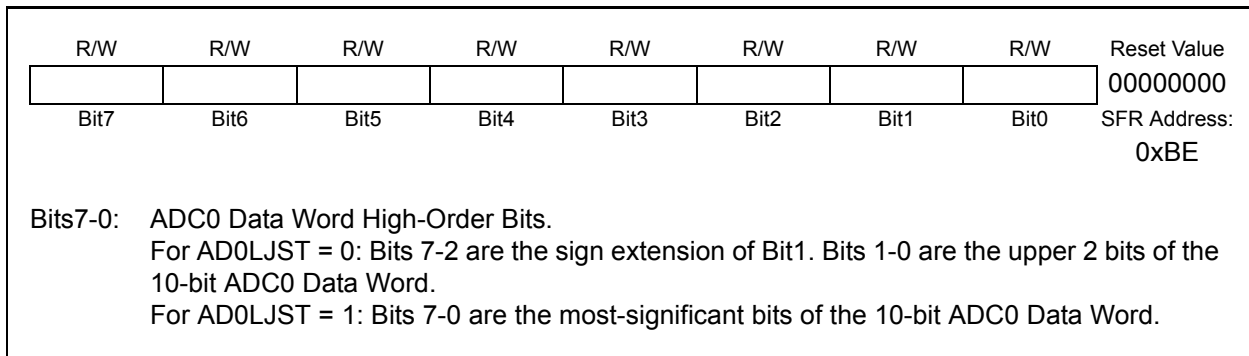 R/W R/W R/W R/W R/W R/W R/W R/W Reset Value
00000000
Bit7 Bit6 Bit5 Bit4 Bit3 Bit2 Bit1 Bit0 SFR Address:
0xBE
Bits7-0: ADC0 Data Word High-Order Bits.
For AD0LJST = 0: Bits 7-2 are the sign extension of Bit1. Bits 1-0 are the upper 2 bits of the
10-bit ADC0 Data Word.
For AD0LJST = 1: Bits 7-0 are the most-significant bits of the 10-bit ADC0 Data Word.